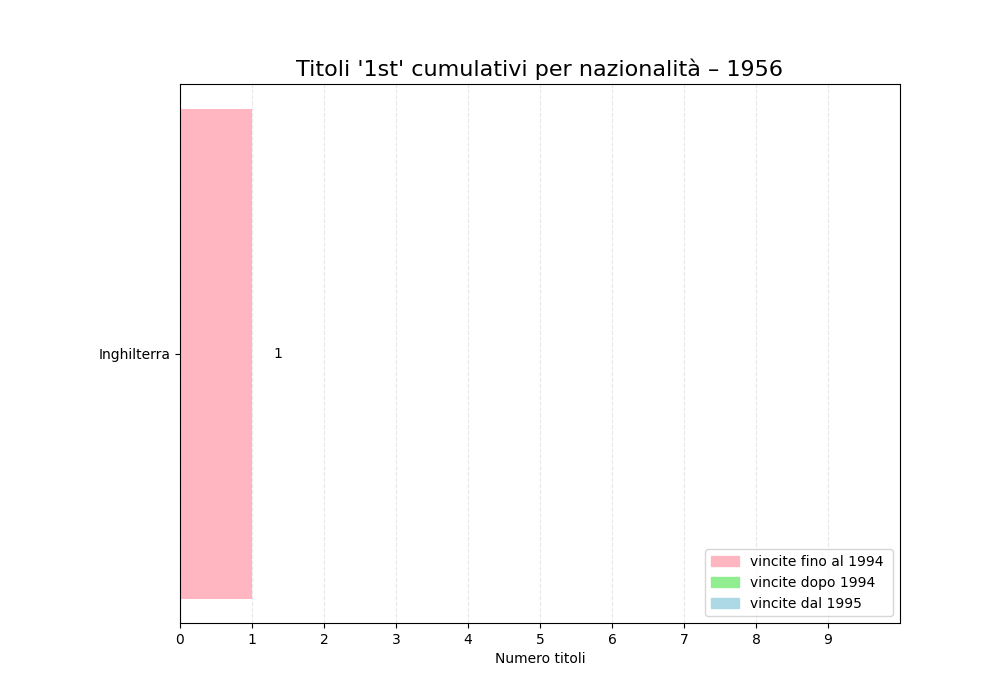 Titoli '1st' cumulativi per nazionalità – 1956
Inghilterra
1
vincite fino al 1994
vincite dopo 1994
vincite dal 1995
0 1 2 3 4 5 6 7 8 9
Numero titoli